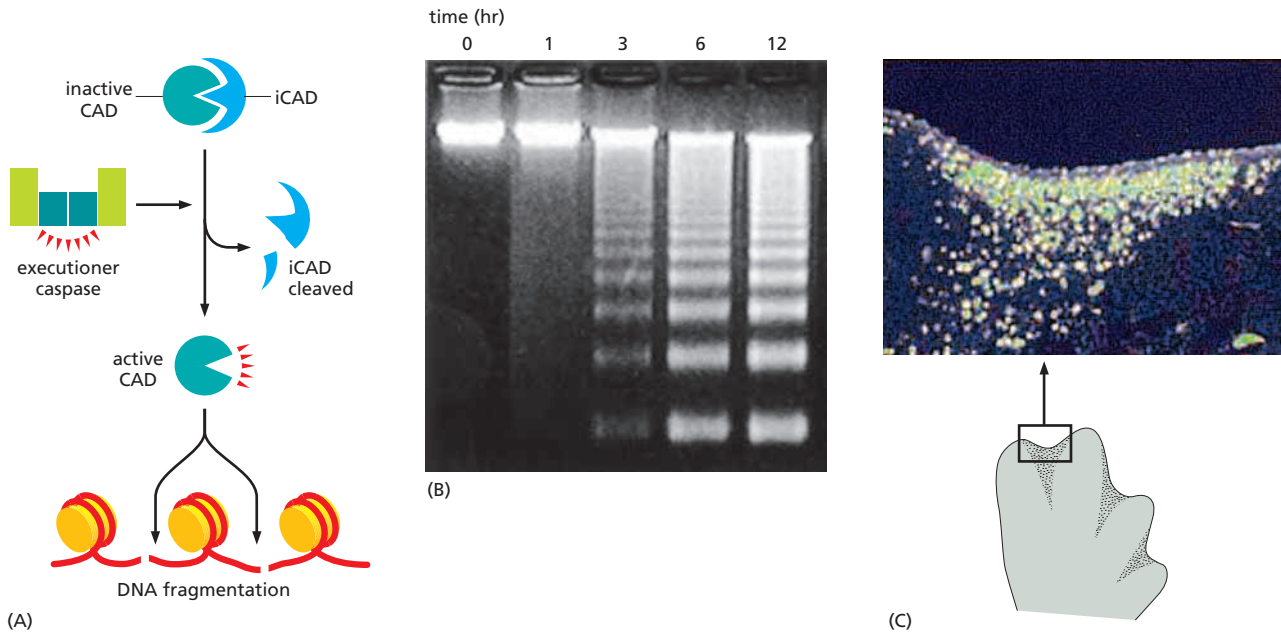 inactive
CAD
iCAD
executioner
caspase
iCAD
cleaved
active
CAD
DNA fragmentation
(A)
time (hr)
0 1 3 6 12
(B)
(C)